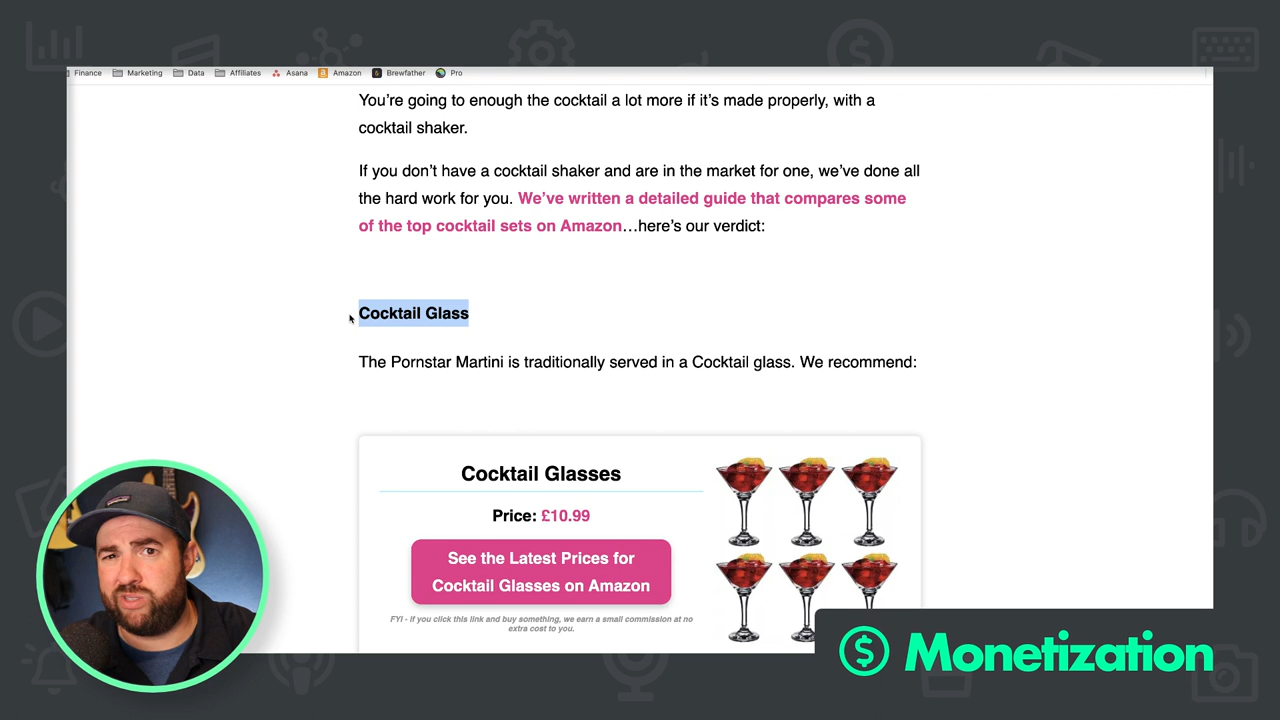 Finance Marketing Data Affiliates Asana Amazon Brewfather Pro
You’re going to enough the cocktail a lot more if it’s made properly, with a
cocktail shaker.
If you don’t have a cocktail shaker and are in the market for one, we’ve done all
the hard work for you. We’ve written a detailed guide that compares some
of the top cocktail sets on Amazon…here’s our verdict:
Cocktail Glass
The Pornstar Martini is traditionally served in a Cocktail glass. We recommend:
Cocktail Glasses
Price: £10.99
See the Latest Prices for
Cocktail Glasses on Amazon
FYI - if you click this link and buy something, we earn a small commission at no
extra cost to you.
Monetization